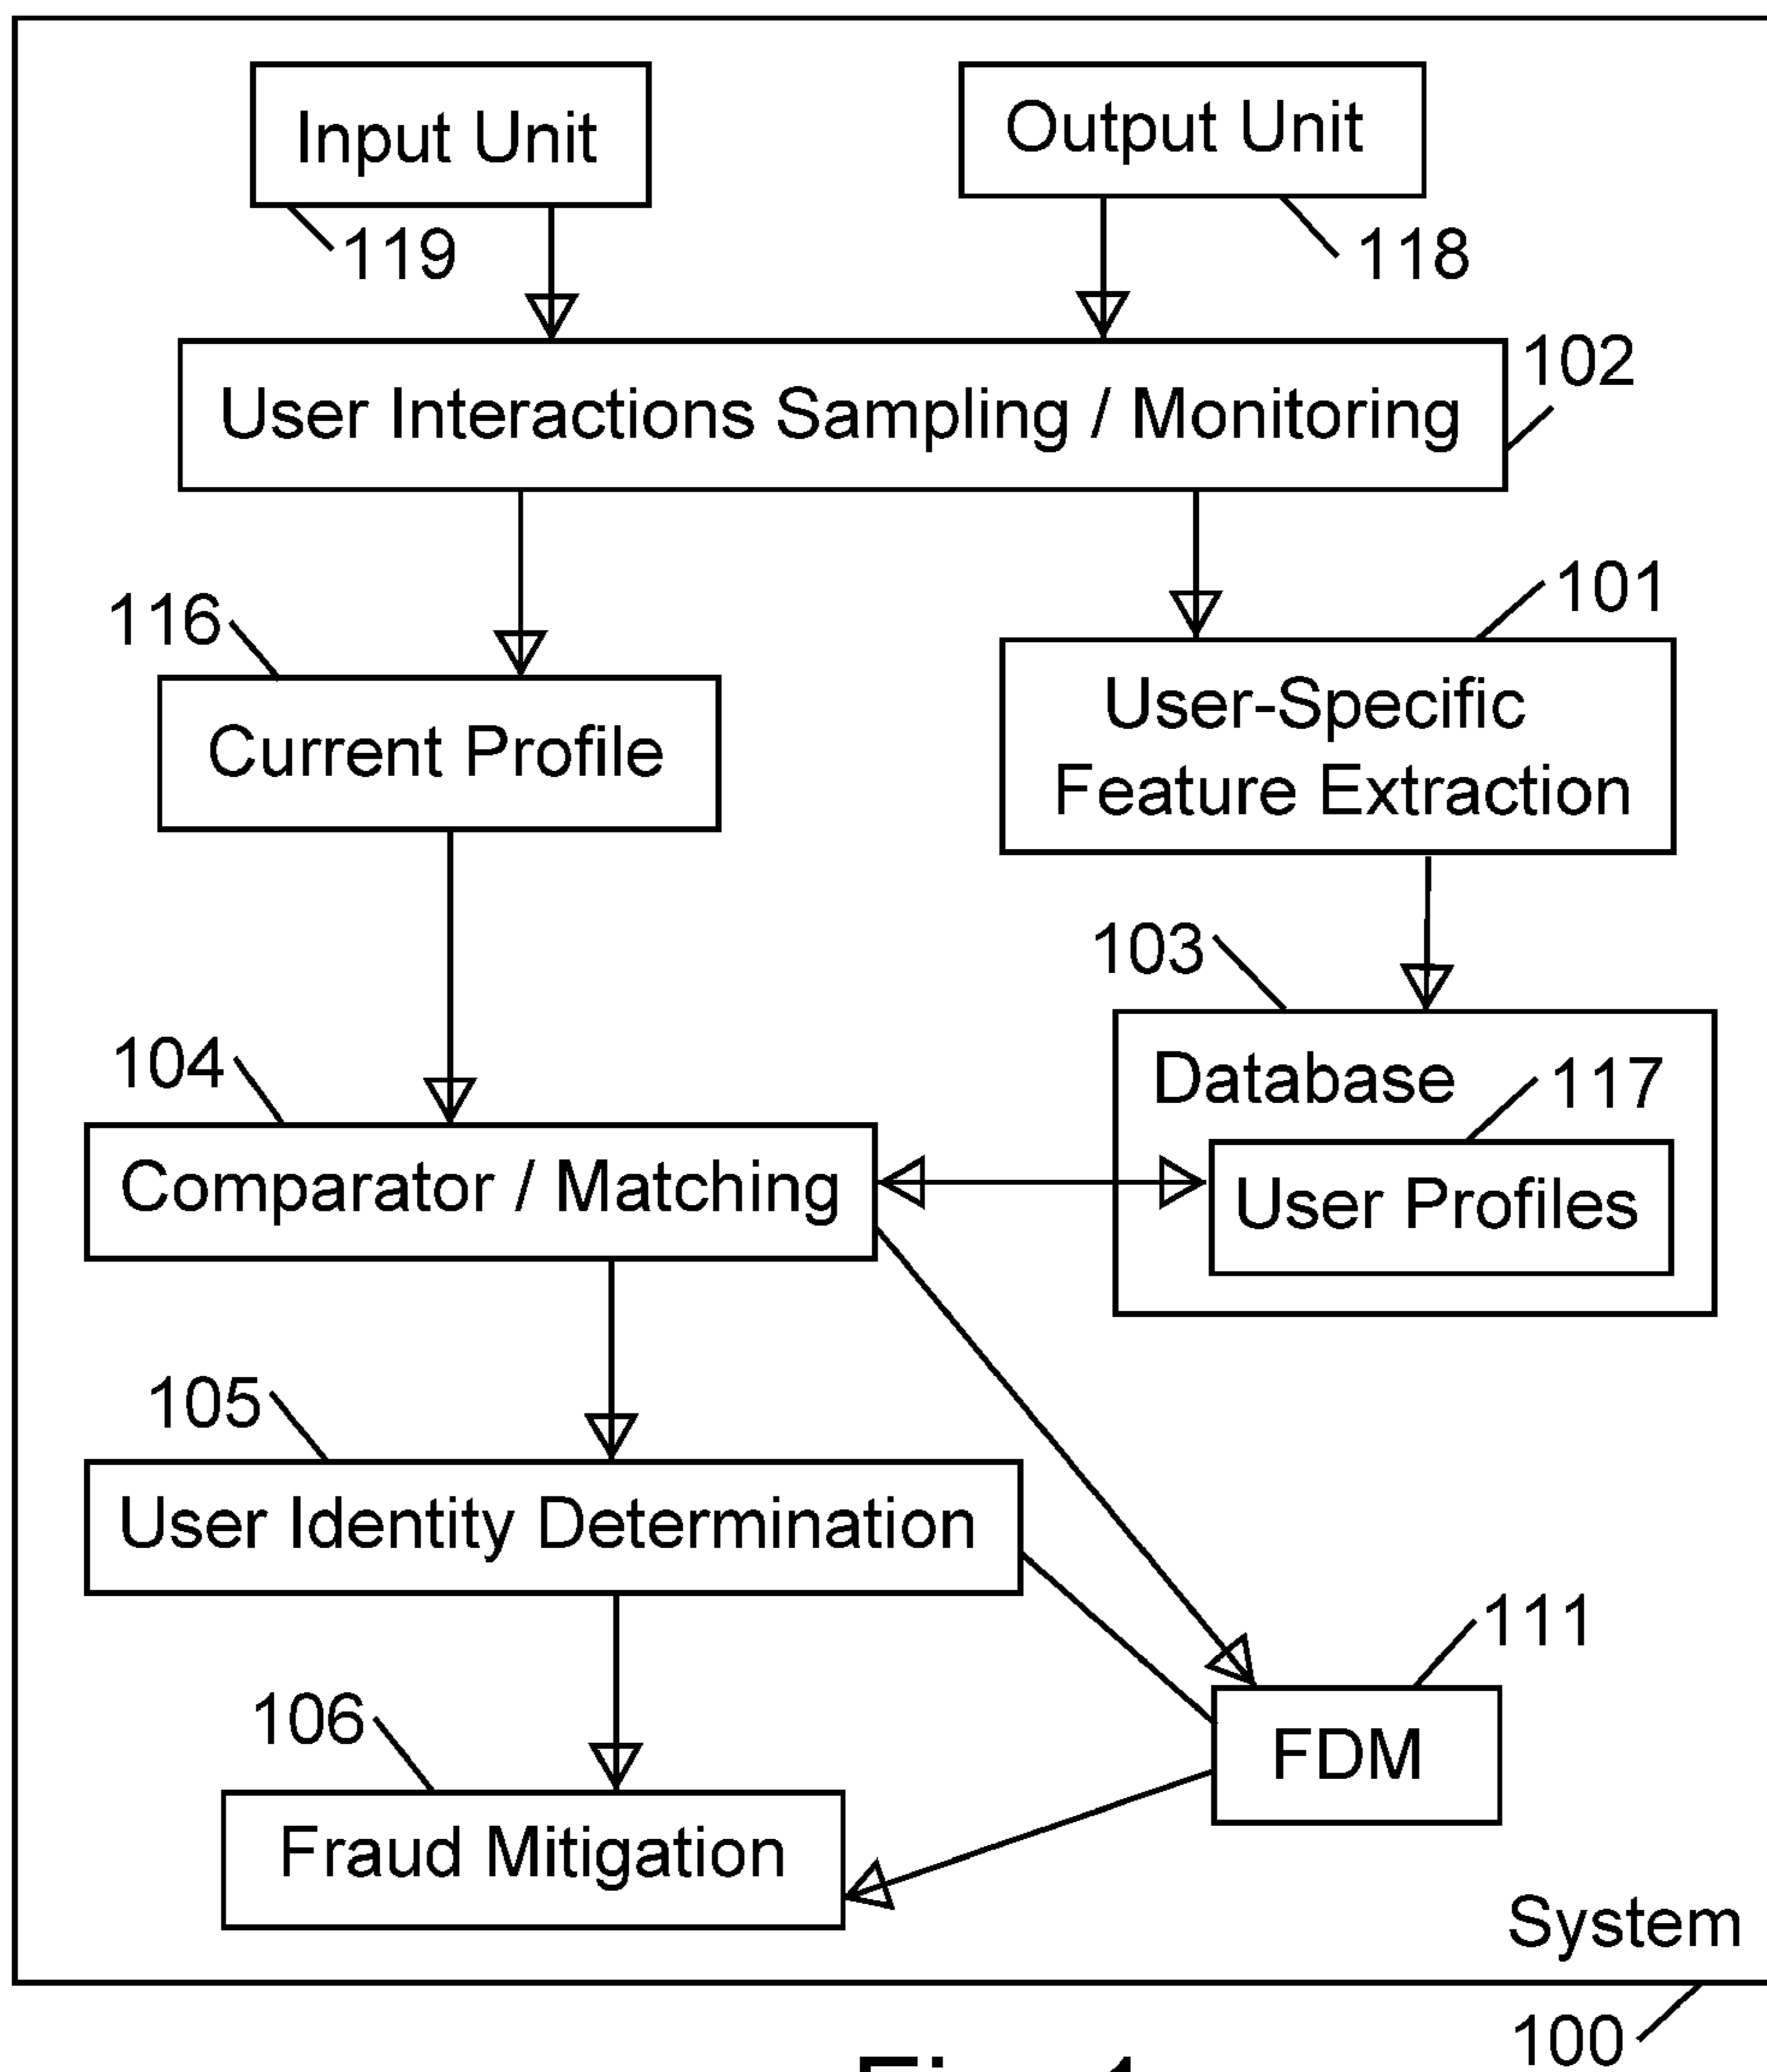 Input Unit
Output Unit
119
118
102
User Interactions Sampling / Monitoring
101
116
User-Specific
Feature Extraction
Current Profile
103
104
Database
117
Comparator / Matching
User Profiles
105
User Identity Determination
111
106
FDM
Fraud Mitigation
System
100